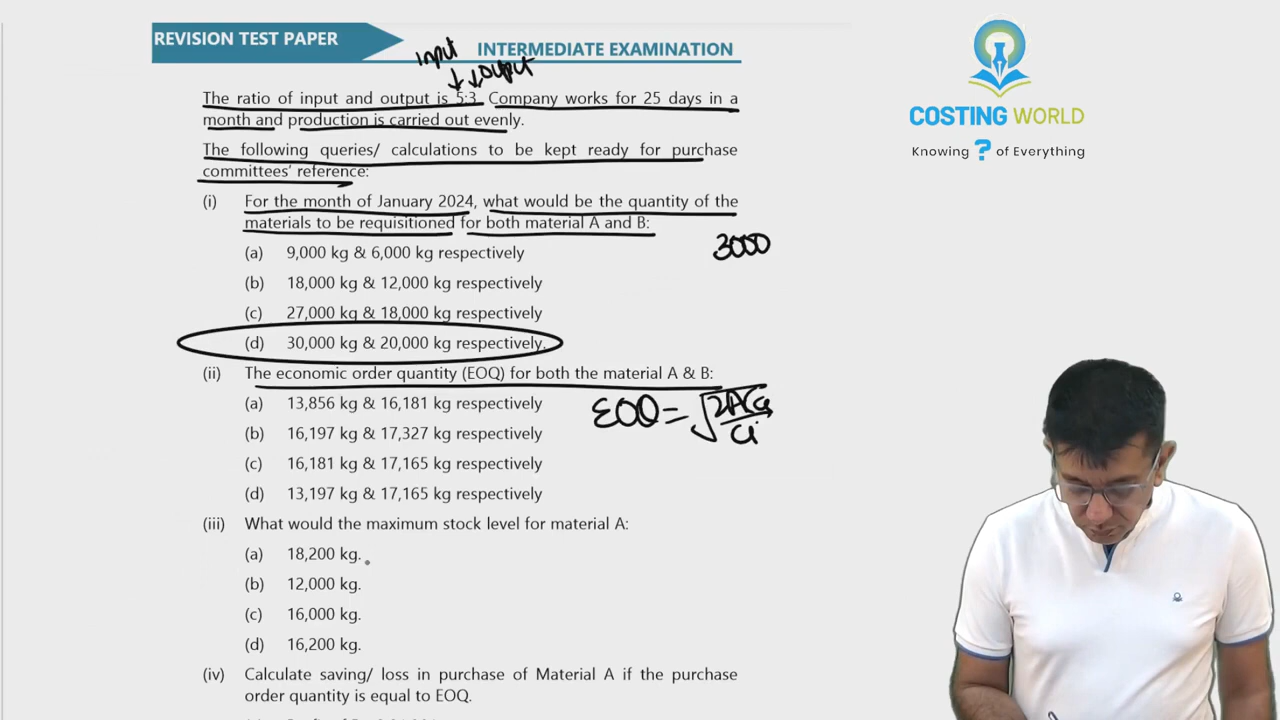 REVISION TEST PAPER
INTERMEDIATE EXAMINATION
input
output
The ratio of input and output is 5:3. Company works for 25 days in a
month and production is carried out evenly.
The following queries/ calculations to be kept ready for purchase
committees' reference:
(i) For the month of January 2024, what would be the quantity of the
materials to be requisitioned for both material A and B:
3000
(a) 9,000 kg & 6,000 kg respectively
(b) 18,000 kg & 12,000 kg respectively
(c) 27,000 kg & 18,000 kg respectively
(d) 30,000 kg & 20,000 kg respectively.
(ii) The economic order quantity (EOQ) for both the material A & B:
(a) 13,856 kg & 16,181 kg respectively
EOQ = √
(b) 16,197 kg & 17,327 kg respectively
(c) 16,181 kg & 17,165 kg respectively
(d) 13,197 kg & 17,165 kg respectively
(iii) What would the maximum stock level for material A:
(a) 18,200 kg.
(b) 12,000 kg.
(c) 16,000 kg.
(d) 16,200 kg.
(iv) Calculate saving/ loss in purchase of Material A if the purchase
order quantity is equal to EOQ.
COSTING WORLD
Knowing ? of Everything